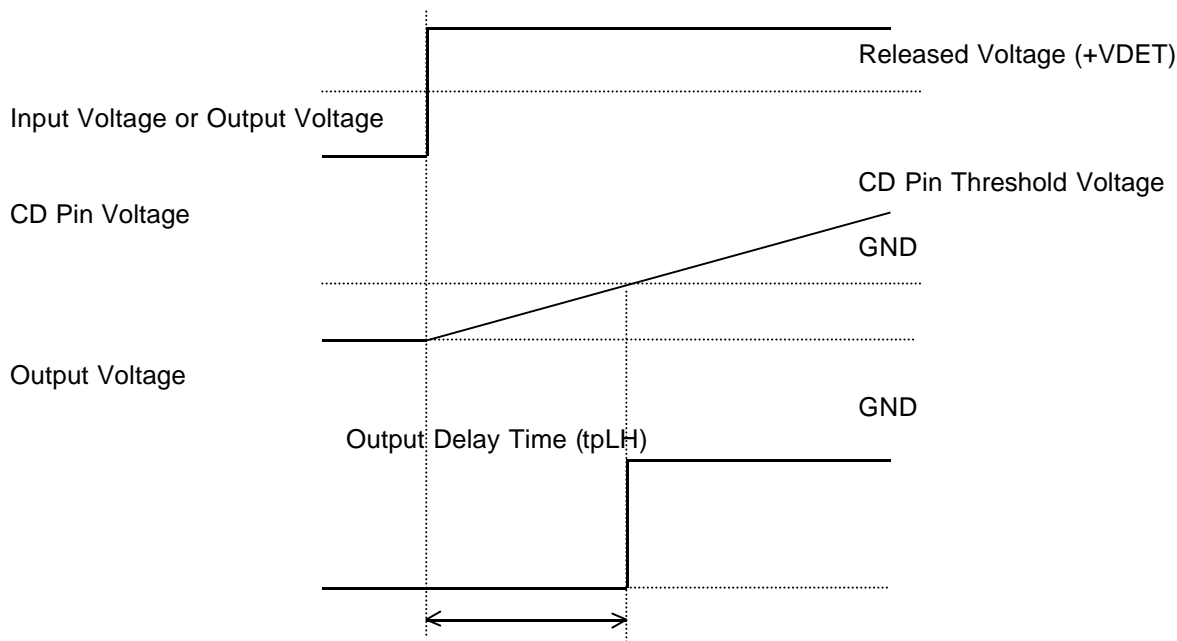 Released Voltage (+VDET)
Input Voltage or Output Voltage
CD Pin Threshold Voltage
CD Pin Voltage
GND
Output Voltage
GND
Output Delay Time (tpLH)